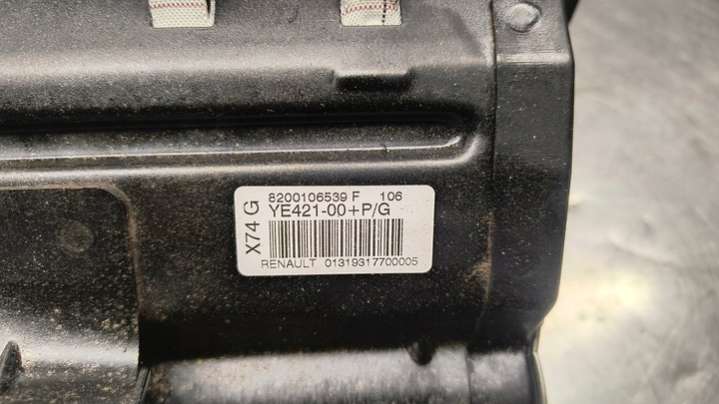 X74 G
8200106539 F 106
YE421-00+P/G
RENAULT 01319317700005